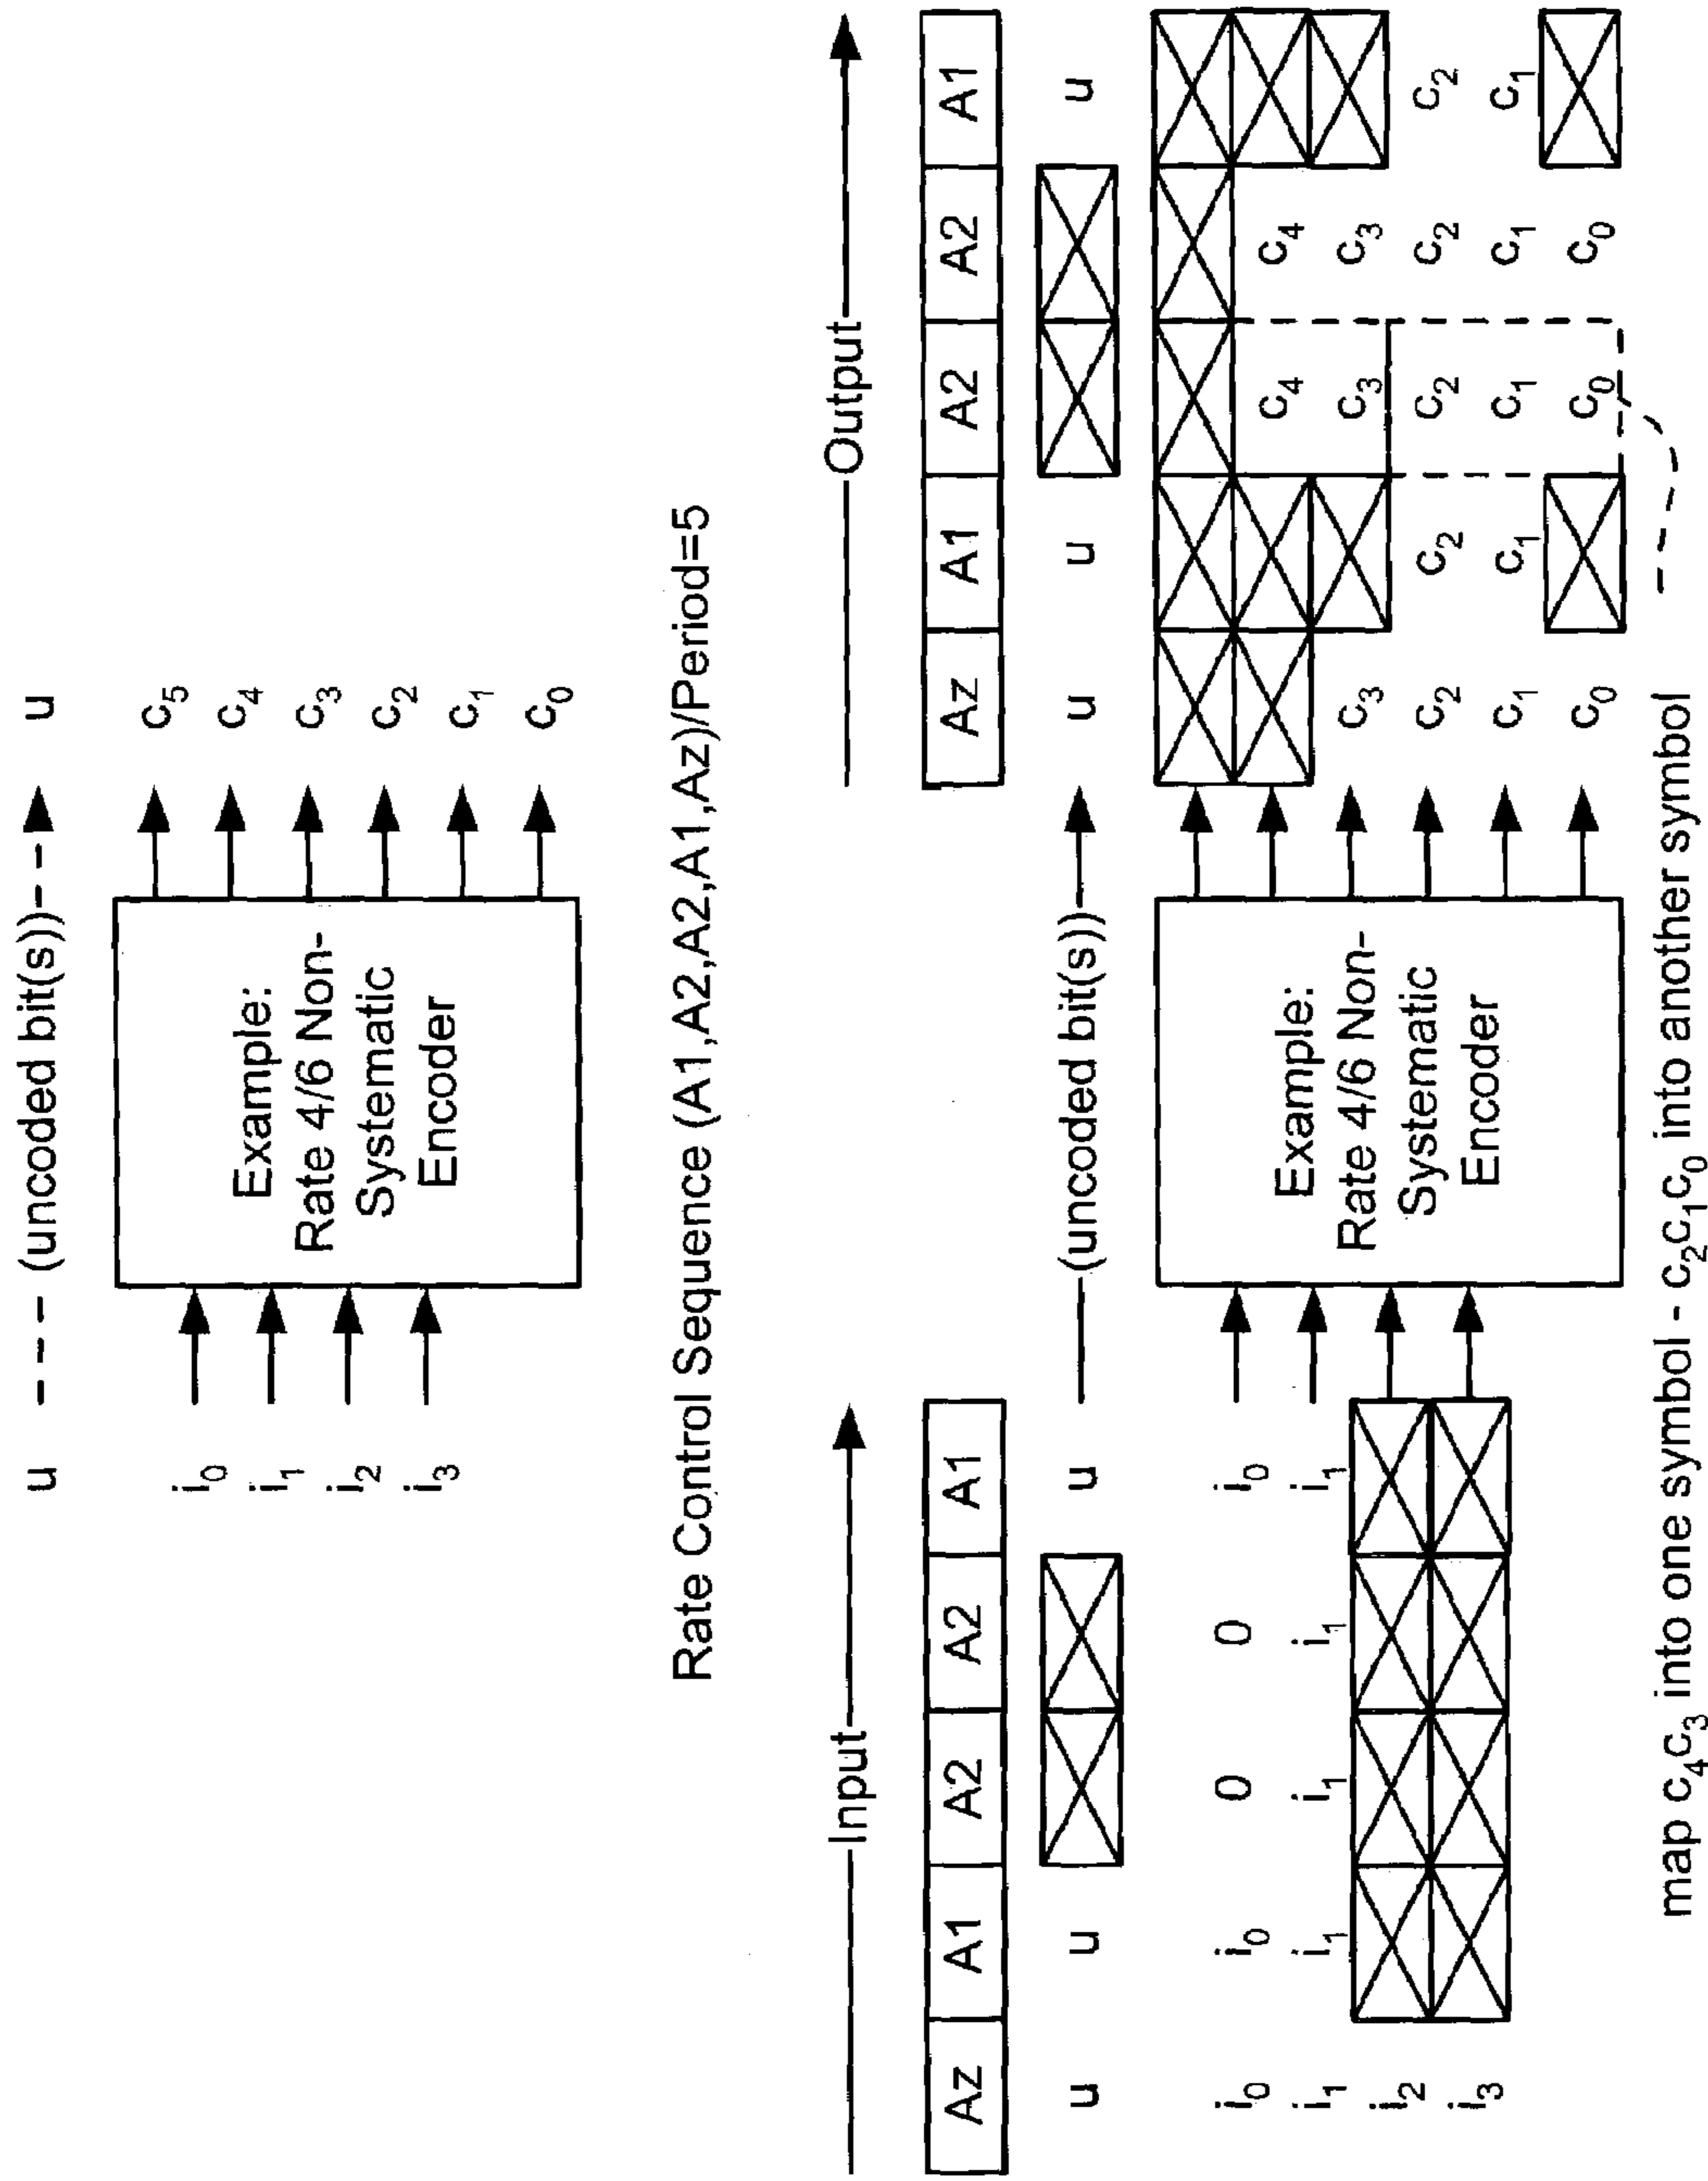 u (uncoded bit(s)) u
i₀
i₁
i₂
i₃
Example:
Rate 4/6 Non-
Systematic
Encoder
c₅
c₄
c₃
c₂
c₁
c₀
Rate Control Sequence (A1,A2,A2,A1,Az)/Period=5
Input
Az A1 A2 A2 A1
u u u
i₀ i₀ 0 0 i₀
i₁ i₁ i₁ i₁ i₁
i₂
i₃
(uncoded bit(s))
Example:
Rate 4/6 Non-
Systematic
Encoder
Output
Az A1 A2 A2 A1
u u u
c₄ c₄
c₃ c₃ c₃
c₂ c₂ c₂ c₂ c₂
c₁ c₁ c₁ c₁ c₁
c₀ c₀ c₀
map c₄c₃ into one symbol - c₂c₁c₀ into another symbol